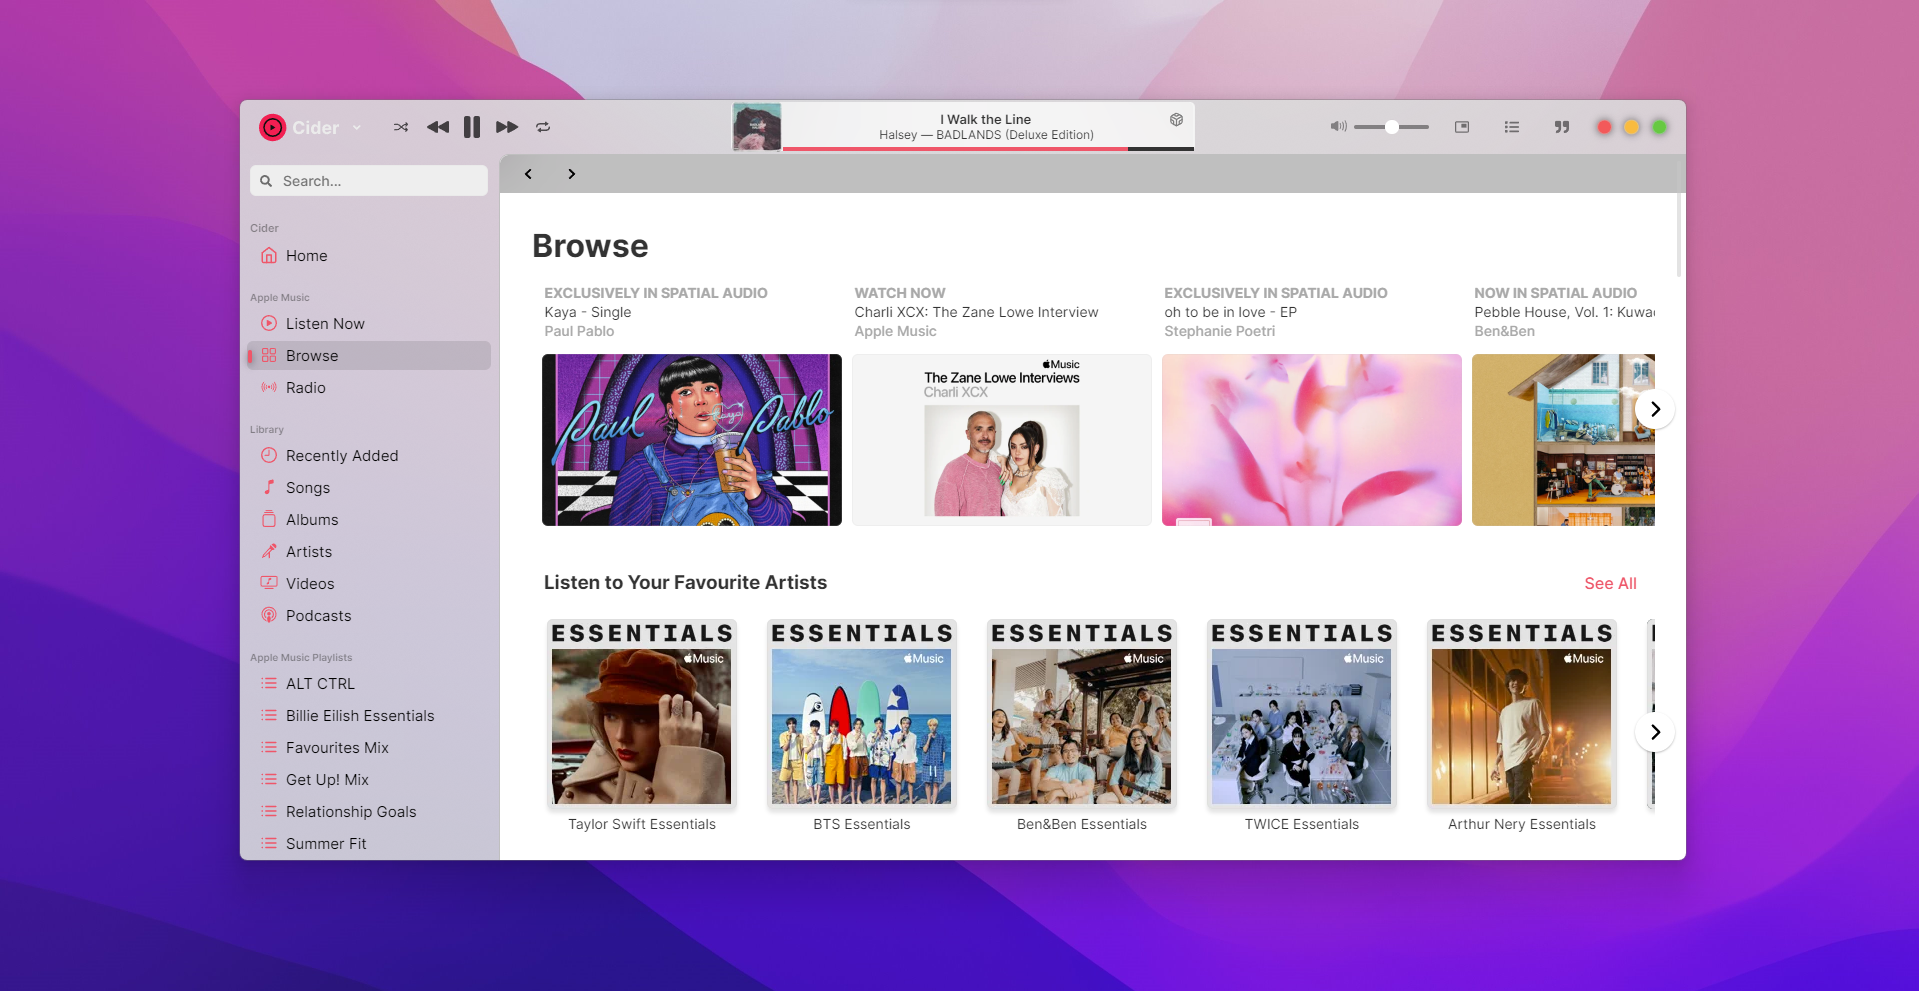 Cider
I Walk the Line
Halsey — BADLANDS (Deluxe Edition)
Search...
Cider
Home
Apple Music
Listen Now
Browse
Radio
Library
Recently Added
Songs
Albums
Artists
Videos
Podcasts
Apple Music Playlists
ALT CTRL
Billie Eilish Essentials
Favourites Mix
Get Up! Mix
Relationship Goals
Summer Fit
Browse
EXCLUSIVELY IN SPATIAL AUDIO
Kaya - Single
Paul Pablo
Paul Pablo
Kaya
WATCH NOW
Charli XCX: The Zane Lowe Interview
Apple Music
Music
The Zane Lowe Interviews
Charli XCX
EXCLUSIVELY IN SPATIAL AUDIO
oh to be in love - EP
Stephanie Poetri
NOW IN SPATIAL AUDIO
Pebble House, Vol. 1: Kuwa
Ben&Ben
Listen to Your Favourite Artists
See All
ESSENTIALS
Music
Taylor Swift Essentials
ESSENTIALS
Music
BTS Essentials
ESSENTIALS
Music
Ben&Ben Essentials
ESSENTIALS
Music
TWICE Essentials
ESSENTIALS
Music
Arthur Nery Essentials